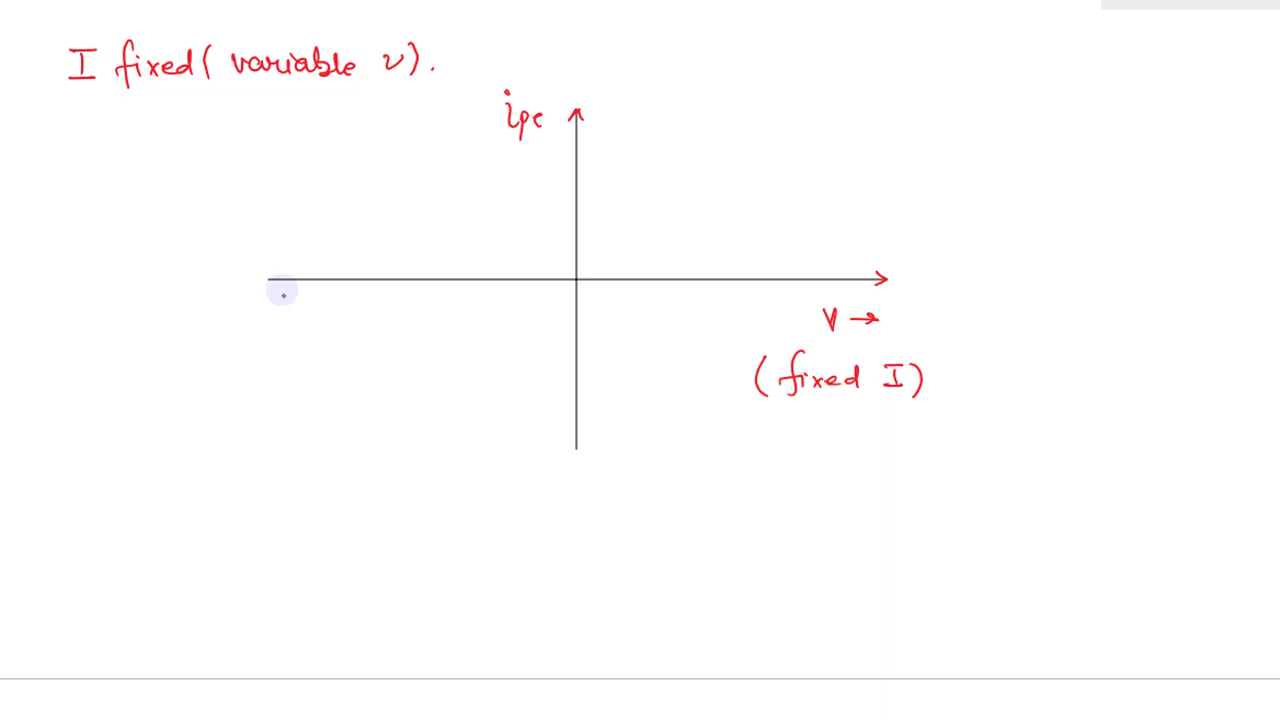 I fixed ( variable ν).
ipe
V →
(fixed I)